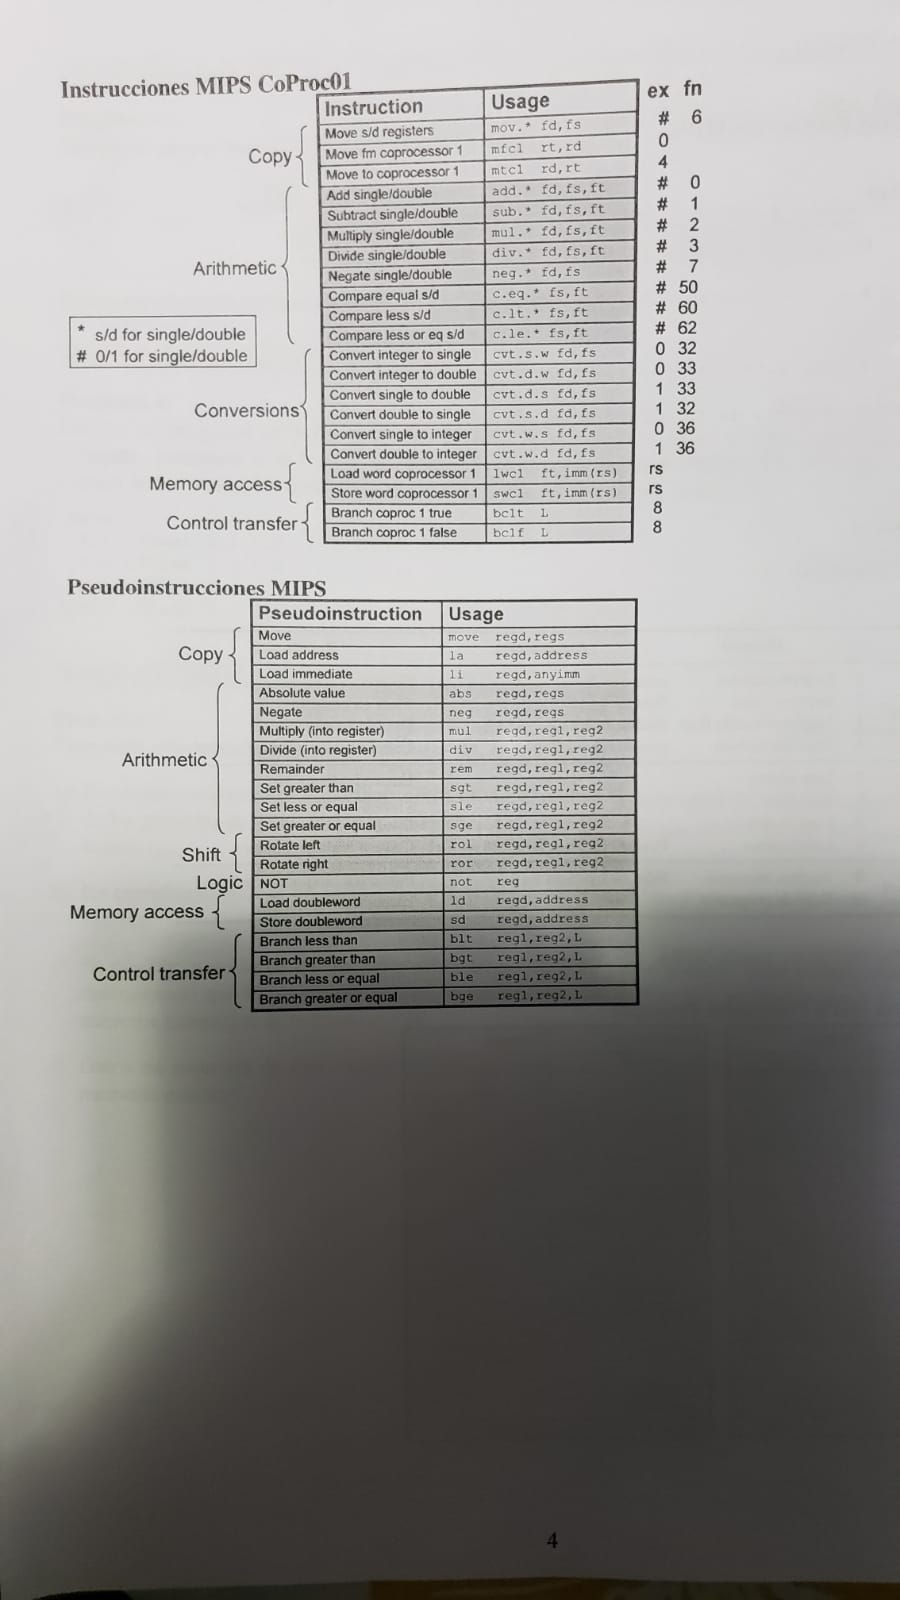 Instrucciones MIPS CoProc01
Instruction Usage ex fn
Copy
Move s/d registers mov.* fd,fs # 6
Move fm coprocessor 1 mfc1 rt,rd 0
Move to coprocessor 1 mtc1 rd,rt 4
Arithmetic
Add single/double add.* fd,fs,ft # 0
Subtract single/double sub.* fd,fs,ft # 1
Multiply single/double mul.* fd,fs,ft # 2
Divide single/double div.* fd,fs,ft # 3
Negate single/double neg.* fd,fs # 7
Compare equal s/d c.eq.* fs,ft # 50
Compare less s/d c.lt.* fs,ft # 60
Compare less or eq s/d c.le.* fs,ft # 62
* s/d for single/double
# 0/1 for single/double
Conversions
Convert integer to single cvt.s.w fd,fs 0 32
Convert integer to double cvt.d.w fd,fs 0 33
Convert single to double cvt.d.s fd,fs 1 33
Convert double to single cvt.s.d fd,fs 1 32
Convert single to integer cvt.w.s fd,fs 0 36
Convert double to integer cvt.w.d fd,fs 1 36
Memory access
Load word coprocessor 1 lwc1 ft,imm(rs) rs
Store word coprocessor 1 swc1 ft,imm(rs) rs
Control transfer
Branch coproc 1 true bc1t L 8
Branch coproc 1 false bc1f L 8
Pseudoinstrucciones MIPS
Pseudoinstruction Usage
Copy
Move move regd,regs
Load address la regd,address
Load immediate li regd,anyimm
Arithmetic
Absolute value abs regd,regs
Negate neg regd,regs
Multiply (into register) mul regd,reg1,reg2
Divide (into register) div regd,reg1,reg2
Remainder rem regd,reg1,reg2
Set greater than sgt regd,reg1,reg2
Set less or equal sle regd,reg1,reg2
Set greater or equal sge regd,reg1,reg2
Shift
Rotate left rol regd,reg1,reg2
Rotate right ror regd,reg1,reg2
Logic NOT not reg
Memory access
Load doubleword ld regd,address
Store doubleword sd regd,address
Control transfer
Branch less than blt reg1,reg2,L
Branch greater than bgt reg1,reg2,L
Branch less or equal ble reg1,reg2,L
Branch greater or equal bge reg1,reg2,L
4